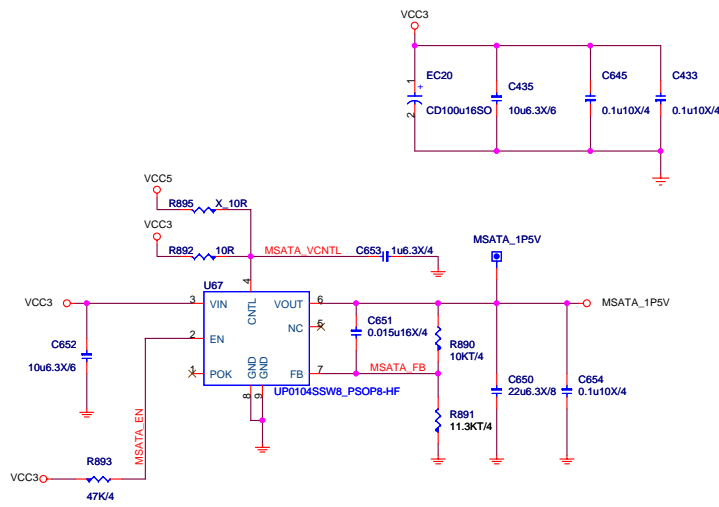 VCC3
1
EC20
+
2
CD100u16SO
C435
10u6.3X/6
C645
0.1u10X/4
C433
0.1u10X/4
VCC5
R895
X_10R
VCC3
R892
10R
MSATA_VCNTL
C653
1u6.3X/4
MSATA_1P5V
4
U67
VCC3
3
VIN
CNTL
VOUT
6
MSATA_1P5V
C652
10u6.3X/6
2
EN
NC
5
C651
0.015u16X/4
R890
10KT/4
1
POK
GND
GND
FB
7
MSATA_FB
8
9
UP0104SSW8_PSOP8-HF
C650
22u6.3X/8
C654
0.1u10X/4
R891
11.3KT/4
MSATA_EN
VCC3
R893
47K/4